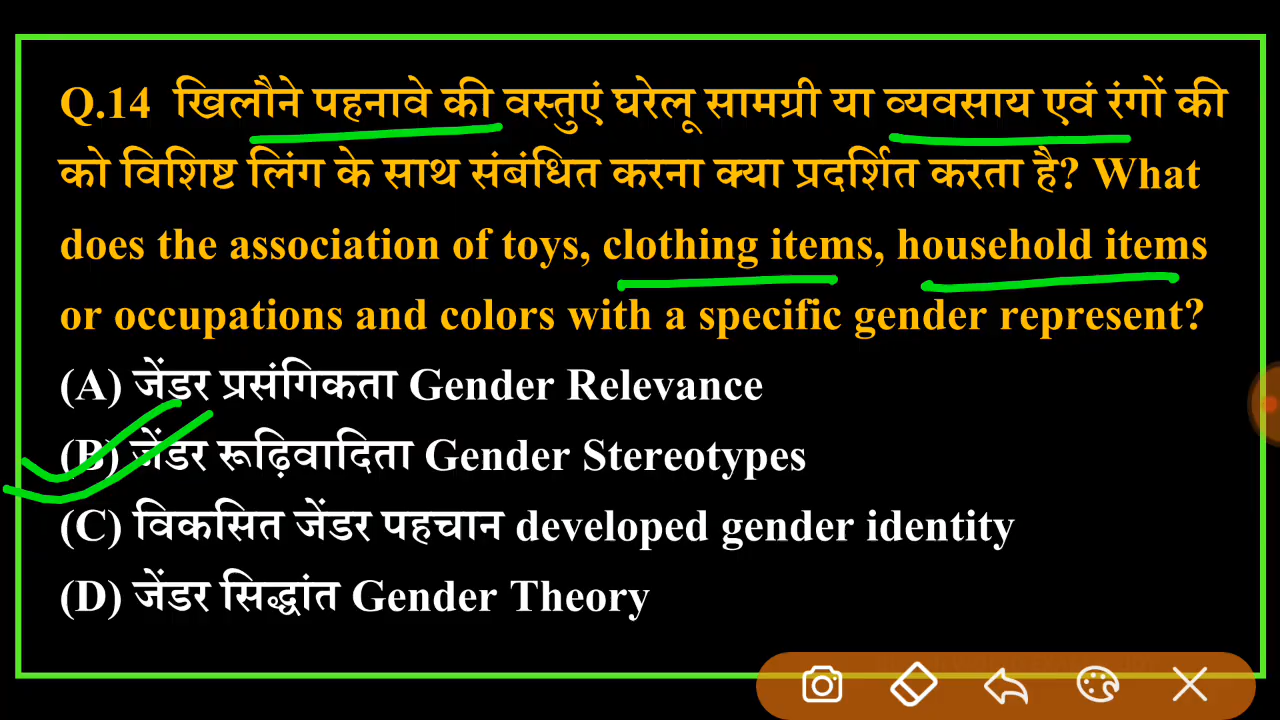 Q.14 खिलौने पहनावे की वस्तुएं घरेलू सामग्री या व्यवसाय एवं रंगों की
को विशिष्ट लिंग के साथ संबंधित करना क्या प्रदर्शित करता है? What
does the association of toys, clothing items, household items
or occupations and colors with a specific gender represent?
(A) जेंडर प्रसंगिकता Gender Relevance
(B) जेंडर रूढ़िवादिता Gender Stereotypes
(C) विकसित जेंडर पहचान developed gender identity
(D) जेंडर सिद्धांत Gender Theory